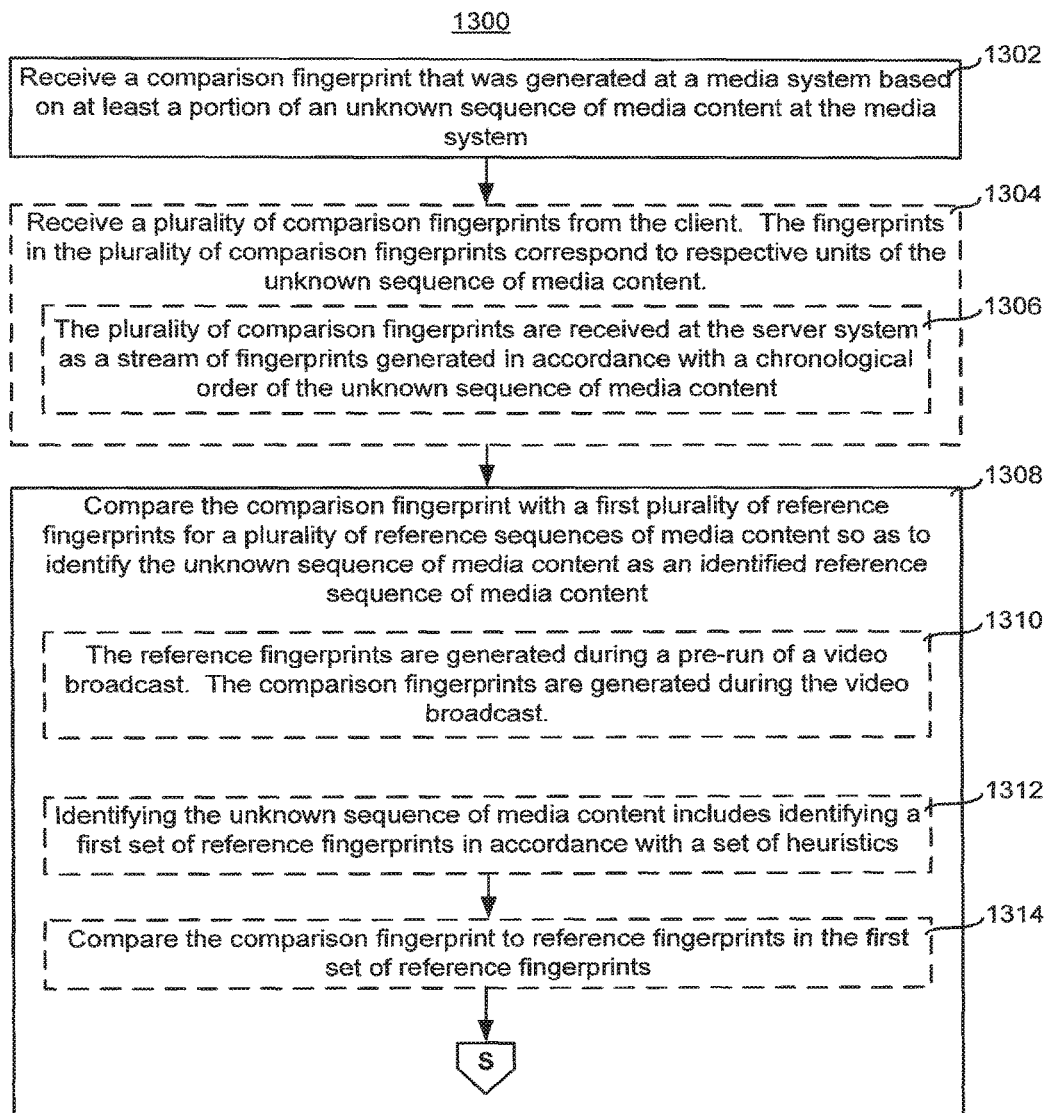 1300
1302
Receive a comparison fingerprint that was generated at a media system based
on at least a portion of an unknown sequence of media content at the media
system
1304
Receive a plurality of comparison fingerprints from the client. The fingerprints
in the plurality of comparison fingerprints correspond to respective units of the
unknown sequence of media content.
1306
The plurality of comparison fingerprints are received at the server system
as a stream of fingerprints generated in accordance with a chronological
order of the unknown sequence of media content
1308
Compare the comparison fingerprint with a first plurality of reference
fingerprints for a plurality of reference sequences of media content so as to
identify the unknown sequence of media content as an identified reference
sequence of media content
1310
The reference fingerprints are generated during a pre-run of a video
broadcast. The comparison fingerprints are generated during the video
broadcast.
1312
Identifying the unknown sequence of media content includes identifying a
first set of reference fingerprints in accordance with a set of heuristics
1314
Compare the comparison fingerprint to reference fingerprints in the first
set of reference fingerprints
S